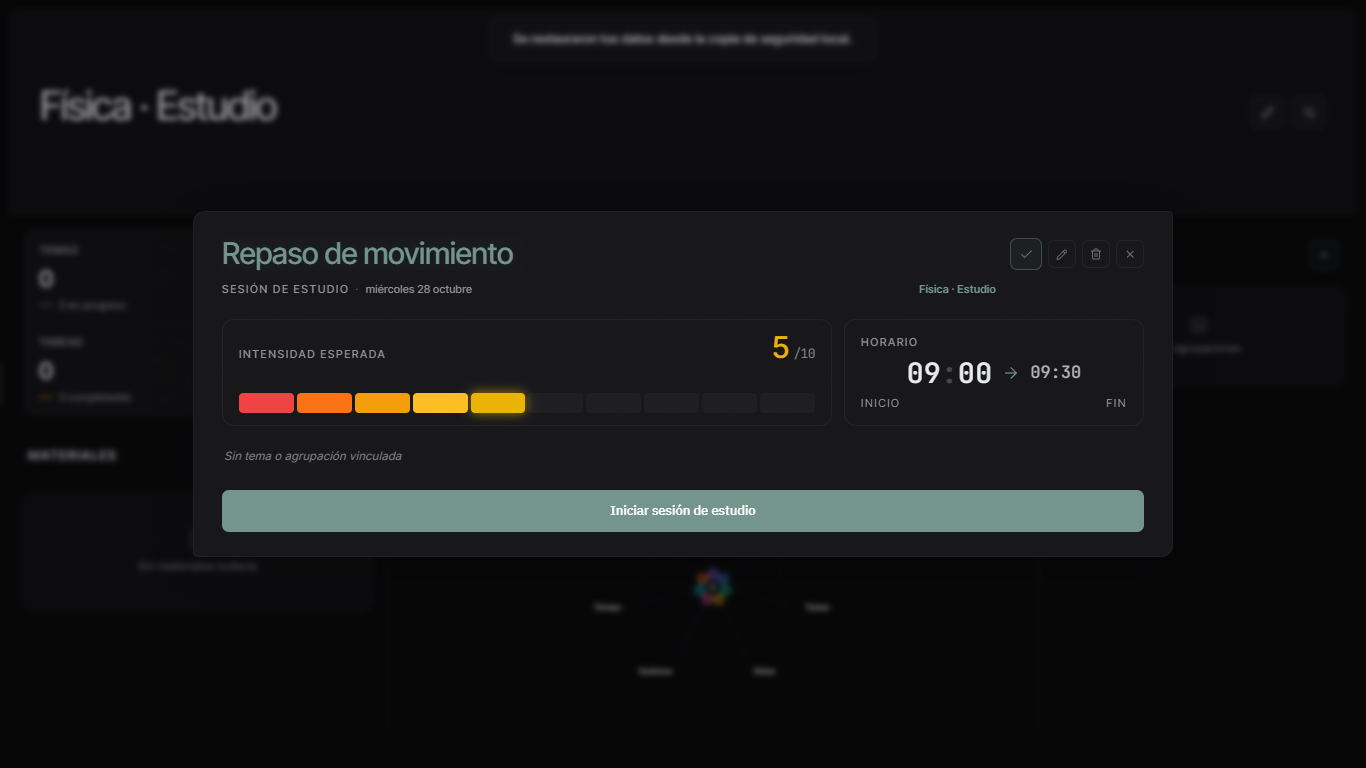 Se restauraron tus datos desde la copia de seguridad local.
Física · Estudio
TEMAS
0
TAREAS
0
MATERIALES
Repaso de movimiento
SESIÓN DE ESTUDIO · miércoles 28 octubre
Física · Estudio
INTENSIDAD ESPERADA
5 /10
HORARIO
09:00 → 09:30
INICIO FIN
Sin tema o agrupación vinculada
Iniciar sesión de estudio